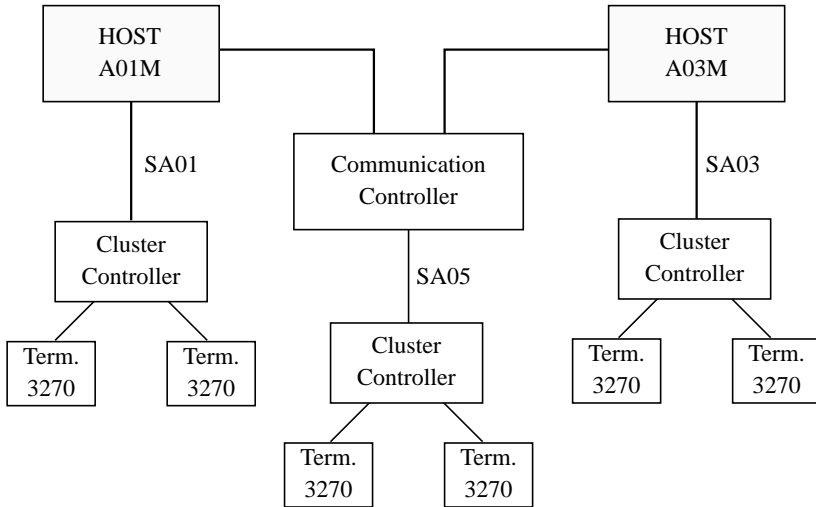 HOST
A01M
HOST
A03M
Communication
Controller
SA01
SA03
Cluster
Controller
Cluster
Controller
SA05
Term.
3270
Term.
3270
Cluster
Controller
Term.
3270
Term.
3270
Term.
3270
Term.
3270